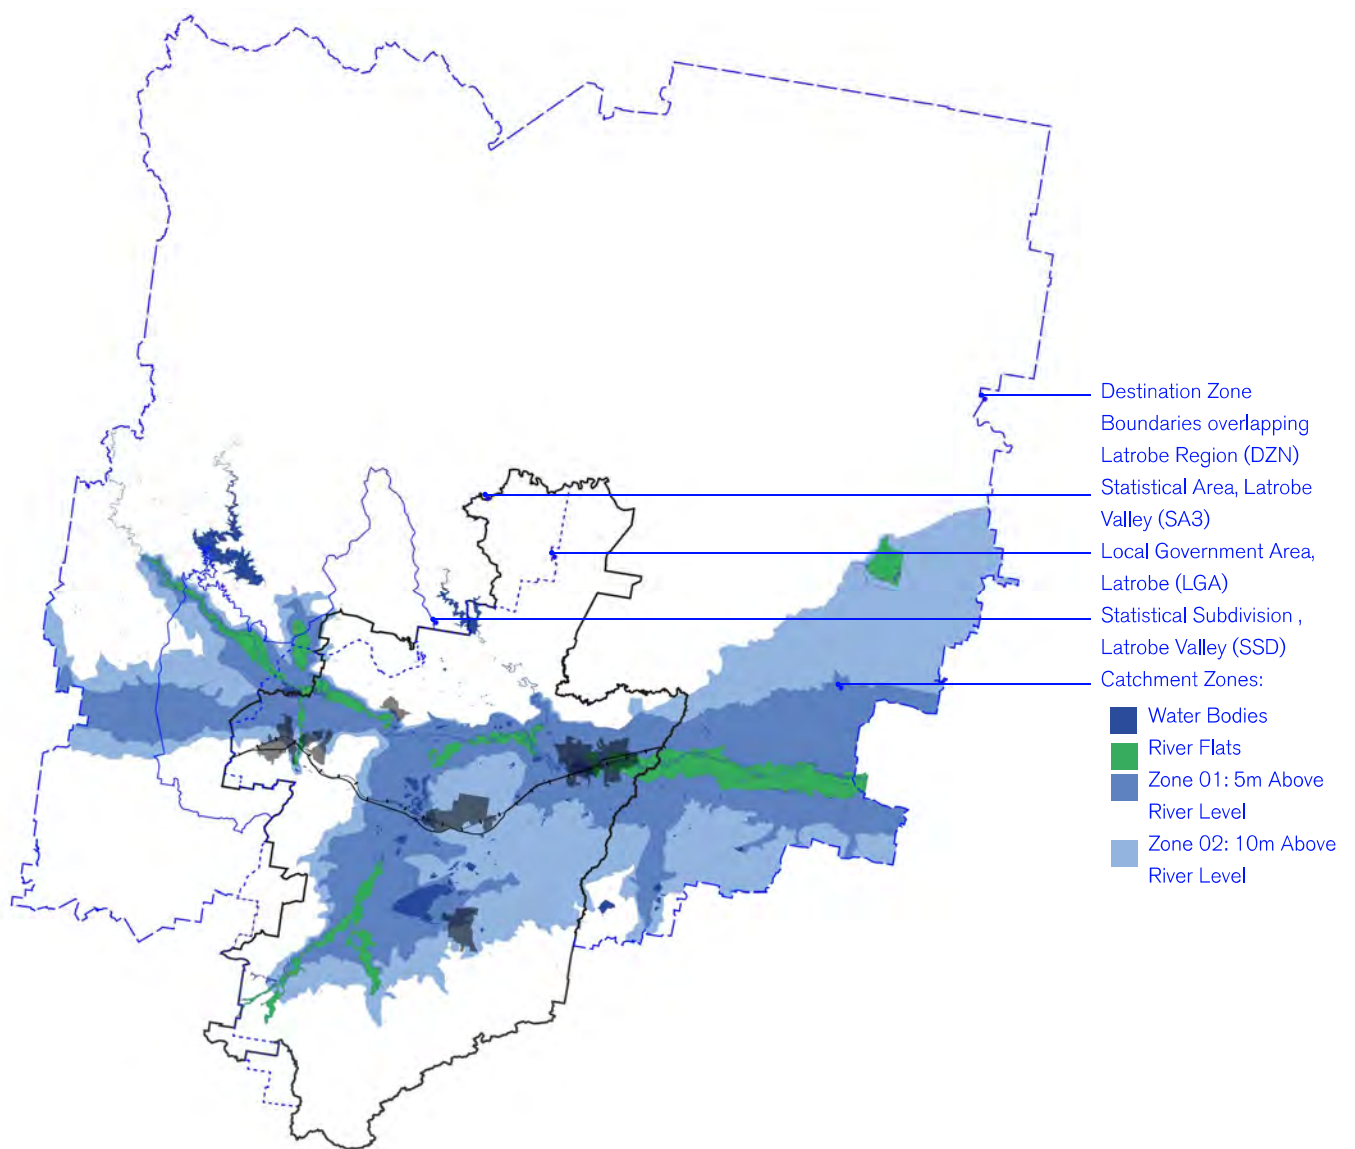 Destination Zone
Boundaries overlapping
Latrobe Region (DZN)
Statistical Area, Latrobe
Valley (SA3)
Local Government Area,
Latrobe (LGA)
Statistical Subdivision ,
Latrobe Valley (SSD)
Catchment Zones:
Water Bodies
River Flats
Zone 01: 5m Above
River Level
Zone 02: 10m Above
River Level